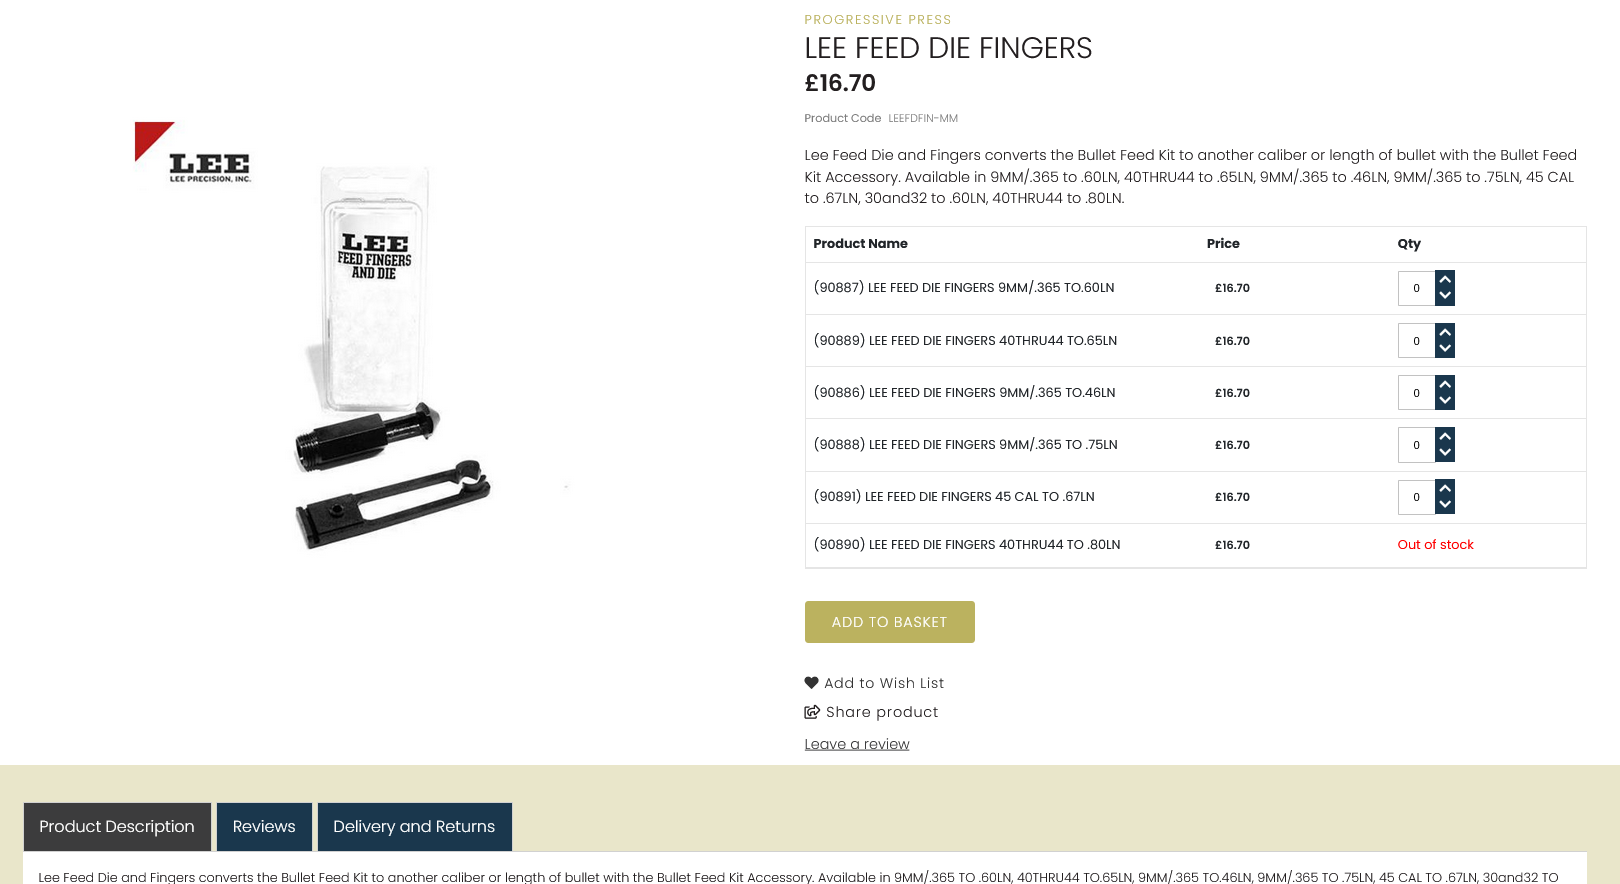 PROGRESSIVE PRESS
LEE FEED DIE FINGERS
£16.70
Product Code LEEFDFIN-MM
Lee Feed Die and Fingers converts the Bullet Feed Kit to another caliber or length of bullet with the Bullet Feed
Kit Accessory. Available in 9MM/.365 to .60LN, 40THRU44 to .65LN, 9MM/.365 to .46LN, 9MM/.365 to .75LN, 45 CAL
to .67LN, 30and32 to .60LN, 40THRU44 to .80LN.
LEE
LEE PRECISION, INC.
LEE
FEED FINGERS
AND DIE
Product Name Price Qty
(90887) LEE FEED DIE FINGERS 9MM/.365 TO.60LN £16.70 0
(90889) LEE FEED DIE FINGERS 40THRU44 TO.65LN £16.70 0
(90886) LEE FEED DIE FINGERS 9MM/.365 TO.46LN £16.70 0
(90888) LEE FEED DIE FINGERS 9MM/.365 TO .75LN £16.70 0
(90891) LEE FEED DIE FINGERS 45 CAL TO .67LN £16.70 0
(90890) LEE FEED DIE FINGERS 40THRU44 TO .80LN £16.70 Out of stock
ADD TO BASKET
Add to Wish List
Share product
Leave a review
Product Description Reviews Delivery and Returns
Lee Feed Die and Fingers converts the Bullet Feed Kit to another caliber or length of bullet with the Bullet Feed Kit Accessory. Available in 9MM/.365 TO .60LN, 40THRU44 TO.65LN, 9MM/.365 TO.46LN, 9MM/.365 TO .75LN, 45 CAL TO .67LN, 30and32 TO